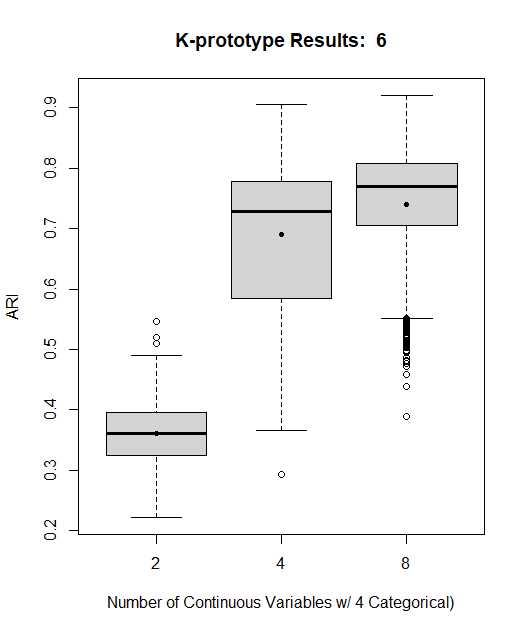 K-prototype Results:  6
0.9
0.8
0.7
0.6
0.5
0.4
0.3
0.2
ARI
2 4 8
Number of Continuous Variables w/ 4 Categorical)